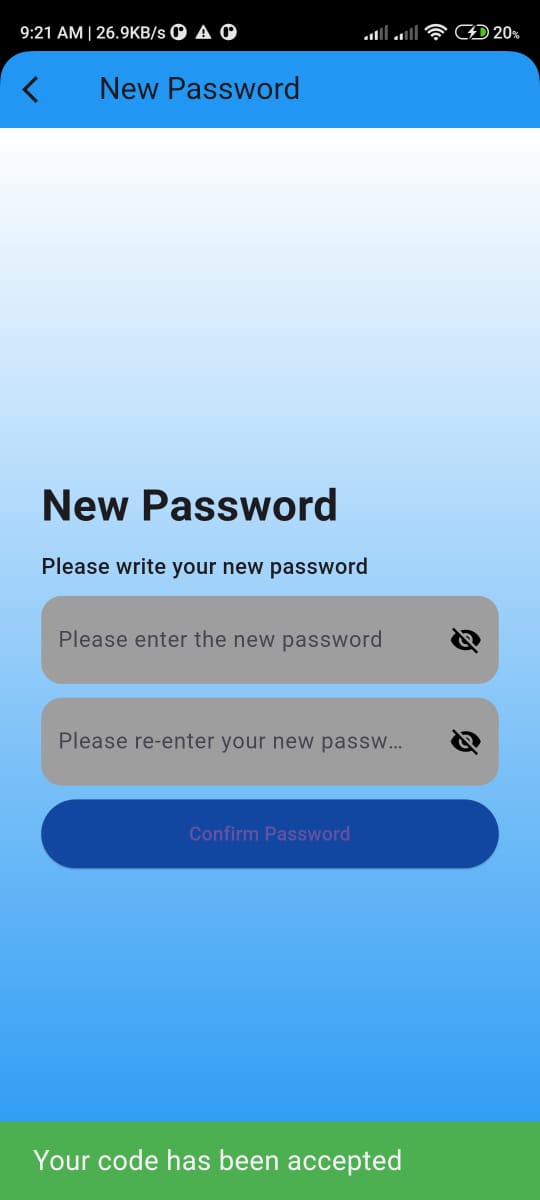 9:21 AM | 26.9KB/s 20%
New Password
New Password
Please write your new password
Please enter the new password
Please re-enter your new passw...
Confirm Password
Your code has been accepted